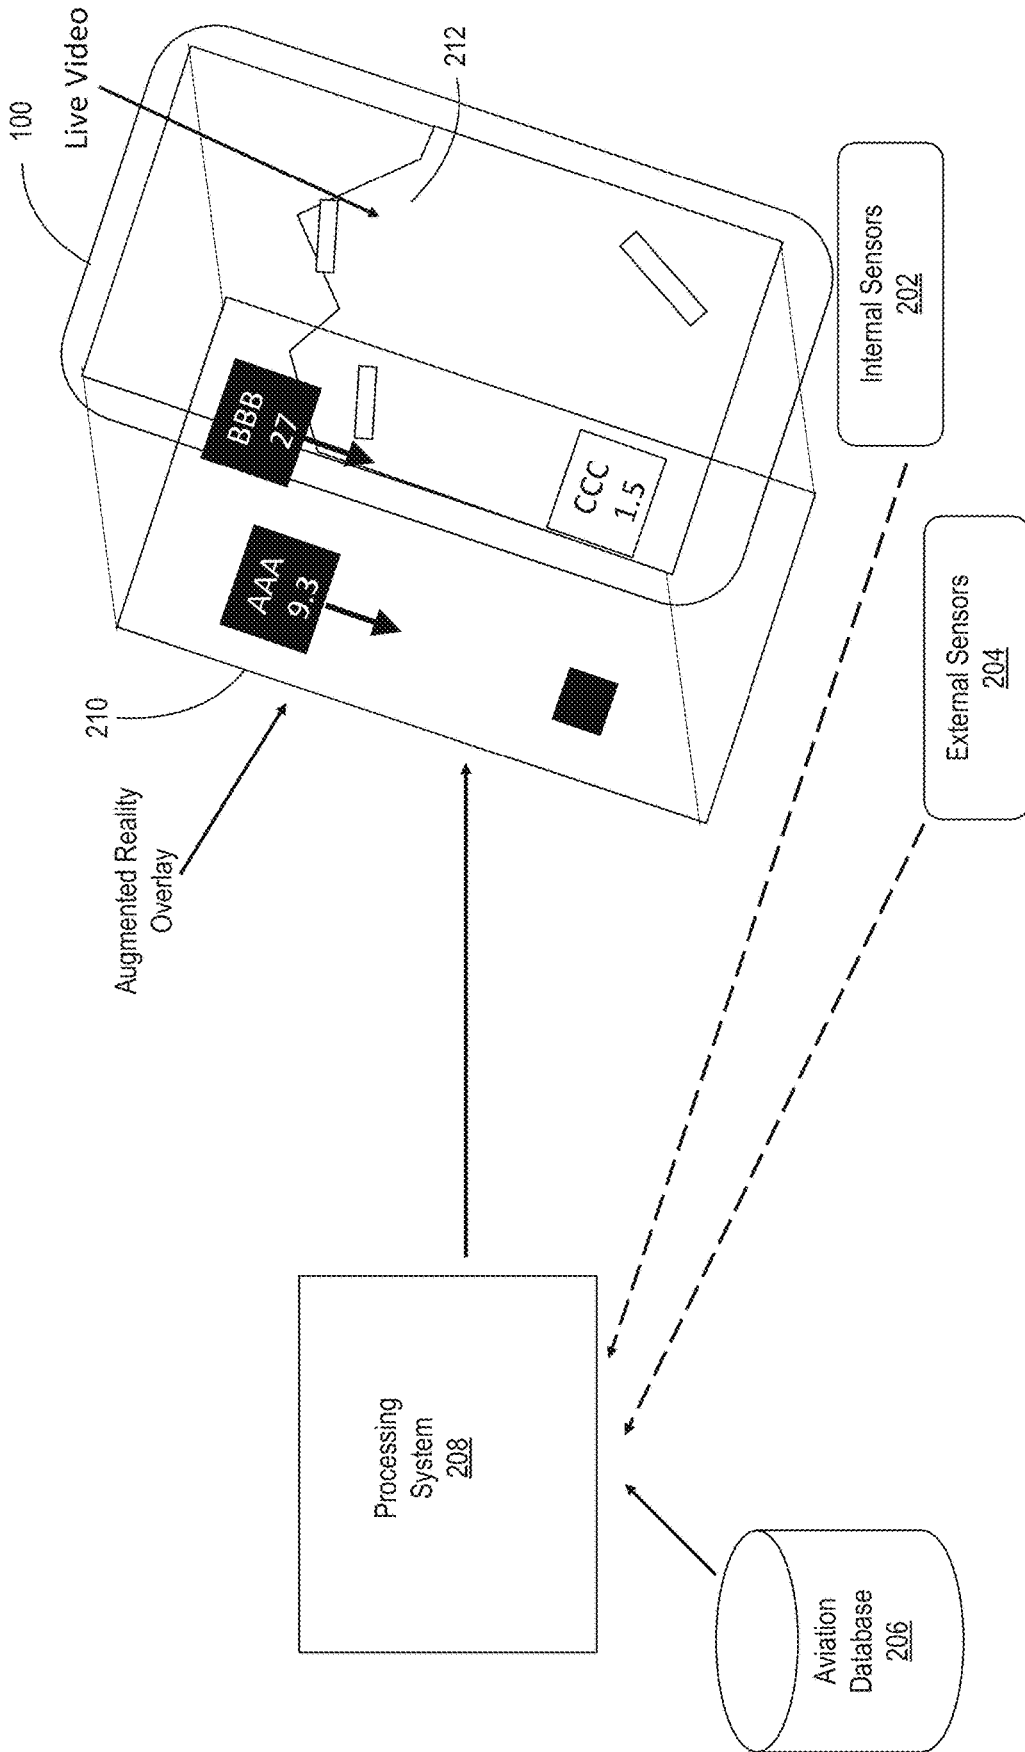 100
Live Video
212
BBB
27
AAA
9.3
CCC
1.5
210
Augmented Reality
Overlay
Internal Sensors
202
External Sensors
204
Processing
System
208
Aviation
Database
206